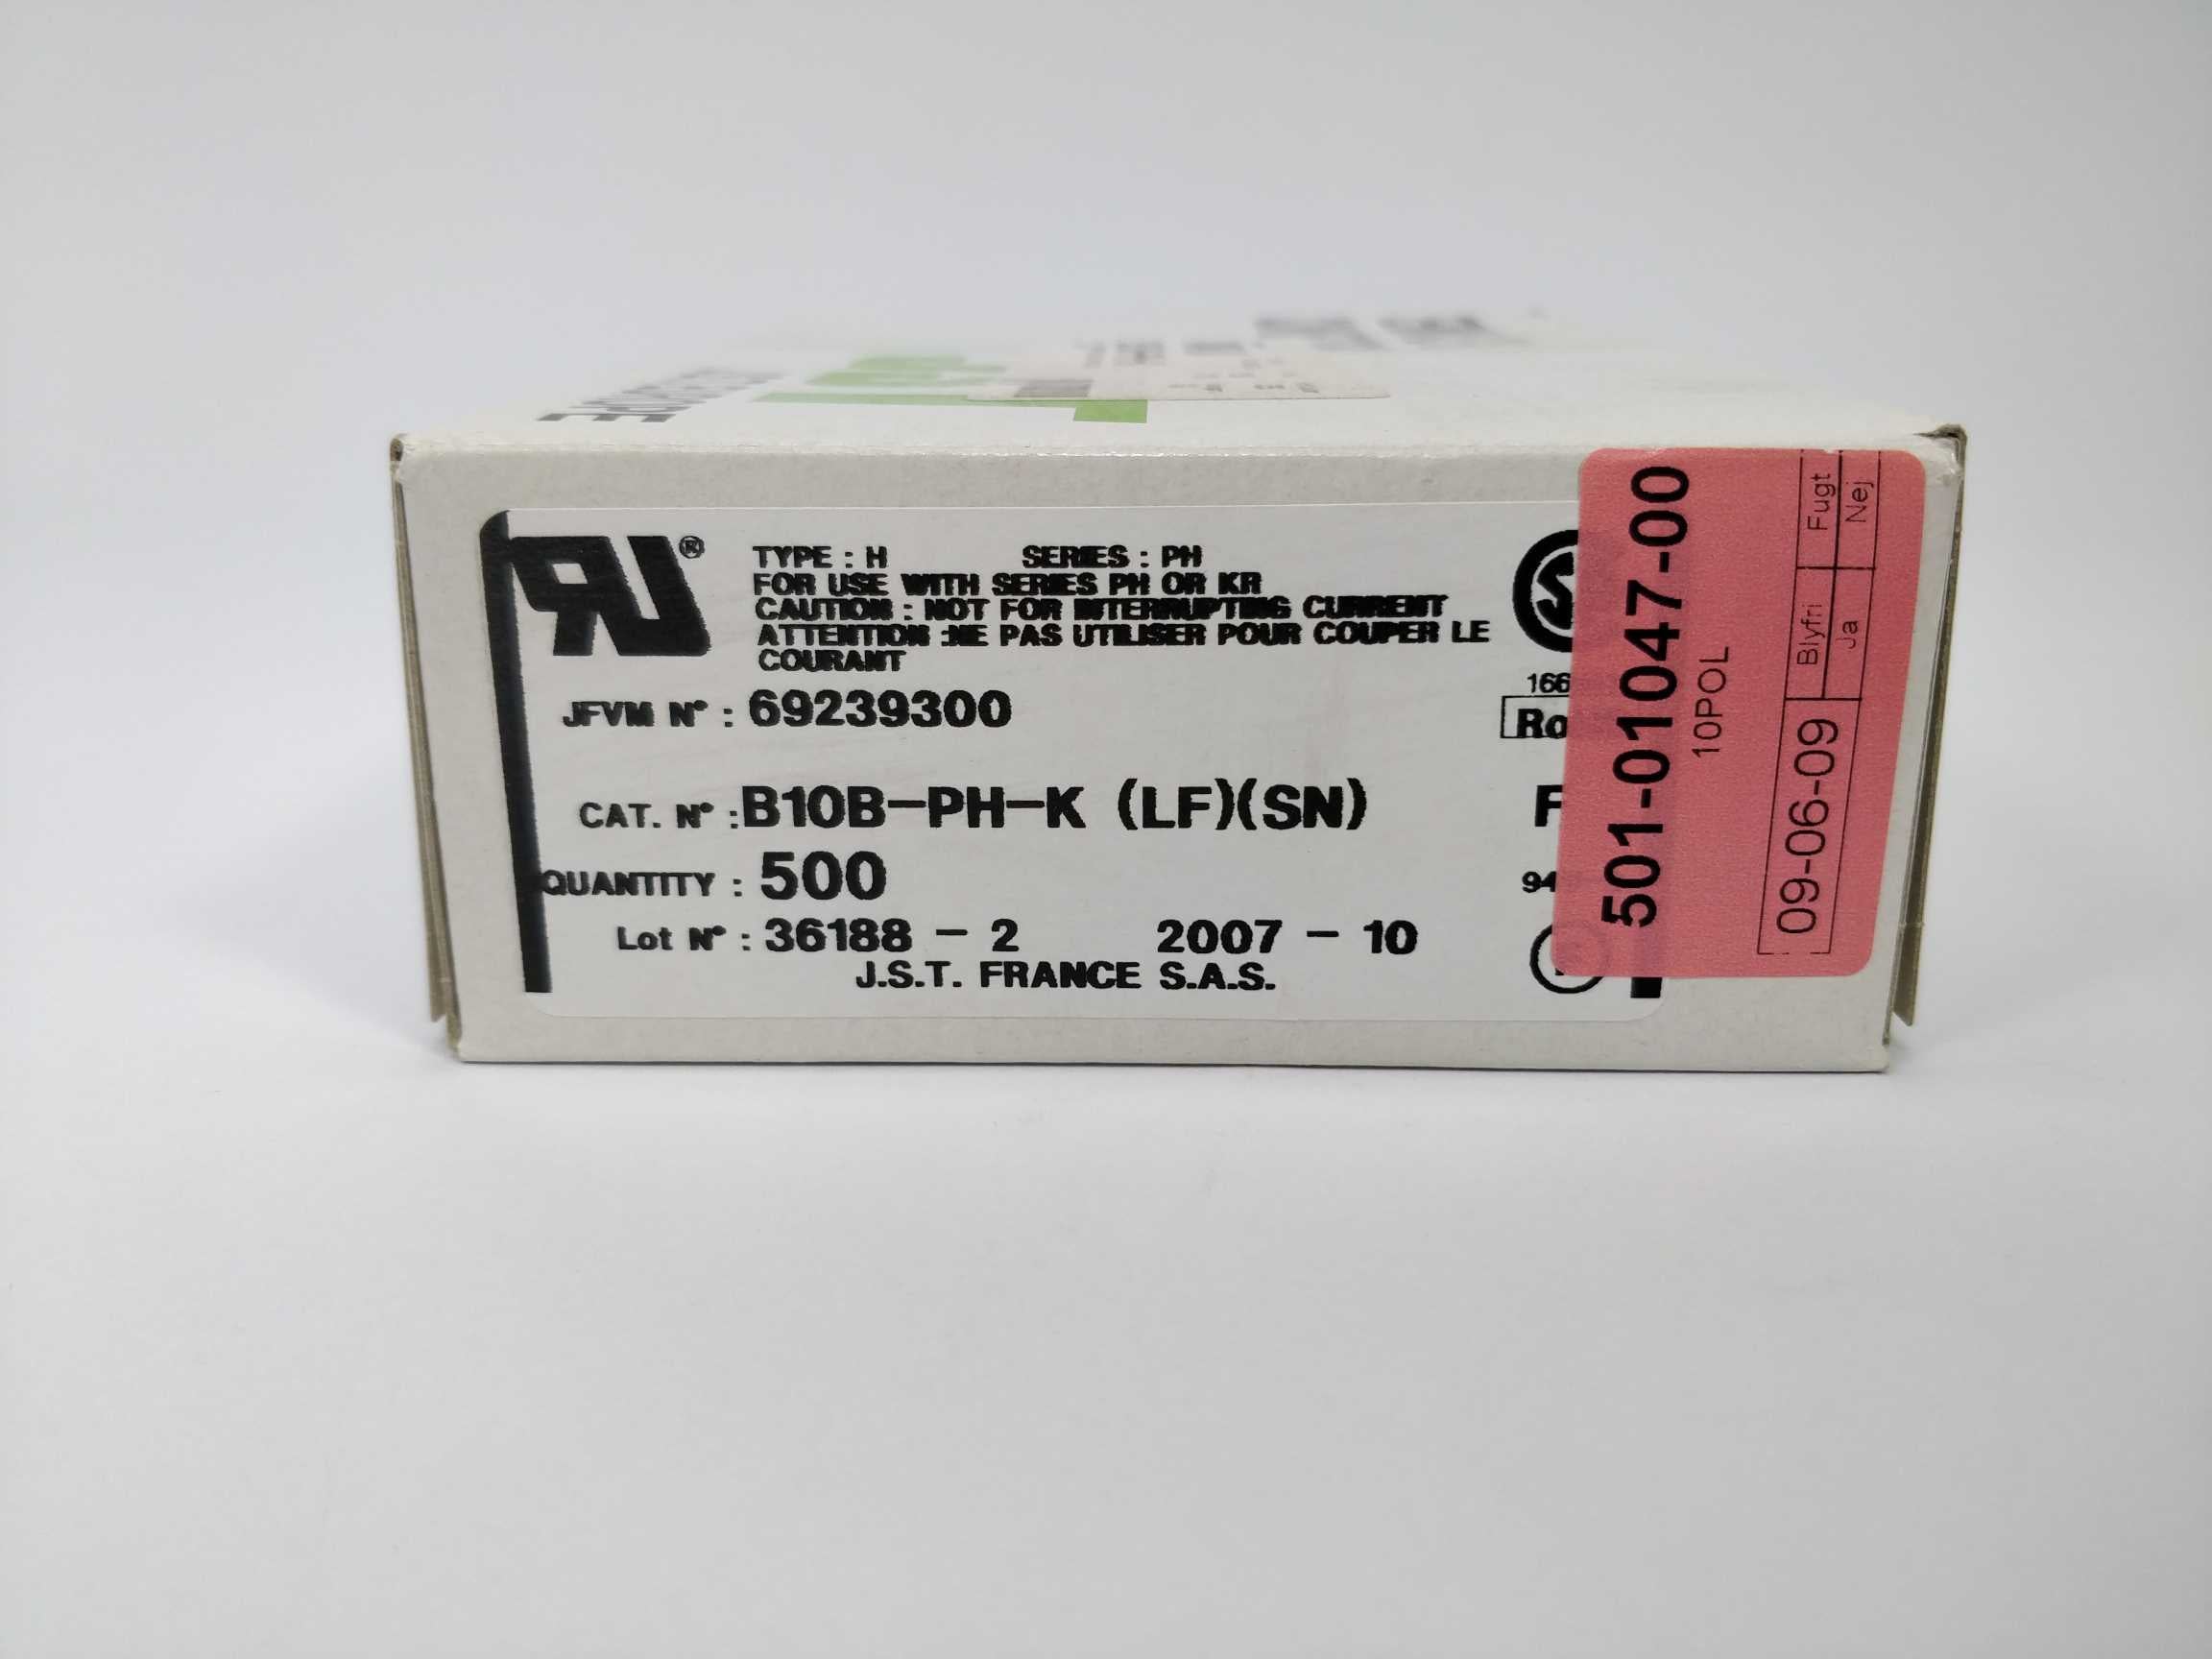 TYPE : H SERIES : PH
FOR USE WITH SERIES PH OR KR
CAUTION : NOT FOR INTERRUPTING CURRENT
ATTENTION :NE PAS UTILISER POUR COUPER LE
COURANT
JFVM N° : 69239300
CAT. N° :B10B-PH-K (LF)(SN)
QUANTITY : 500
Lot N° : 36188 - 2 2007 - 10
J.S.T. FRANCE S.A.S.
501-01047-00
10POL
09-06-09
Blyfri Fugt
Ja Nej